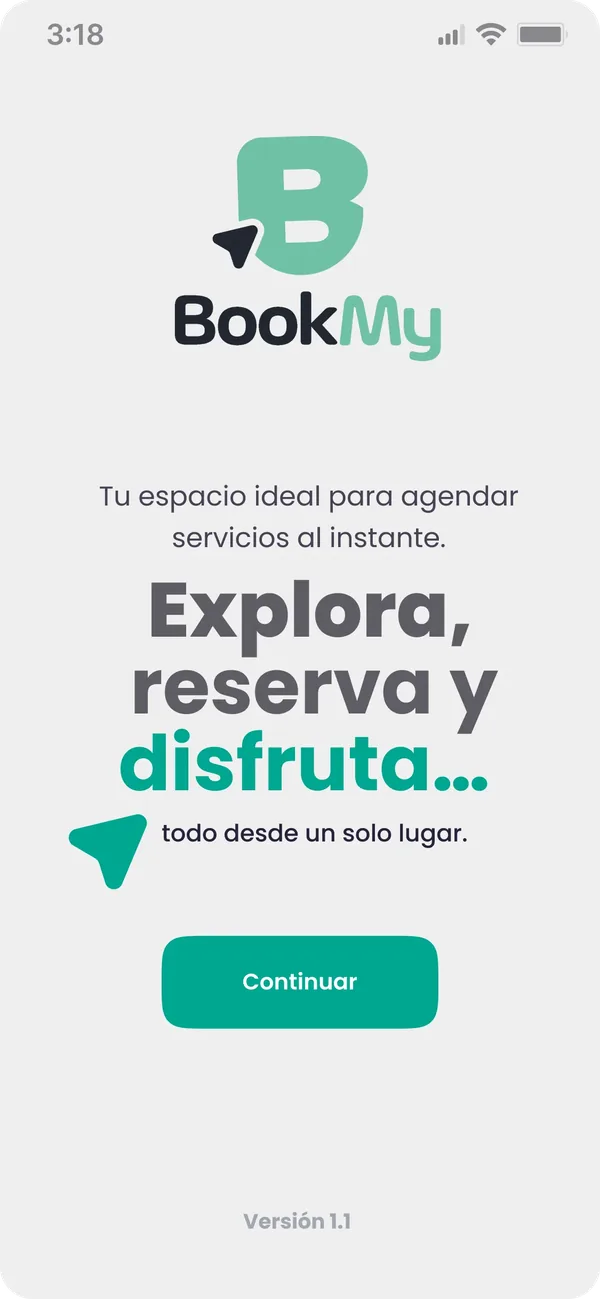 3:18
B
BookMy
Tu espacio ideal para agendar
servicios al instante.
Explora,
reserva y
disfruta...
todo desde un solo lugar.
Continuar
Versión 1.1